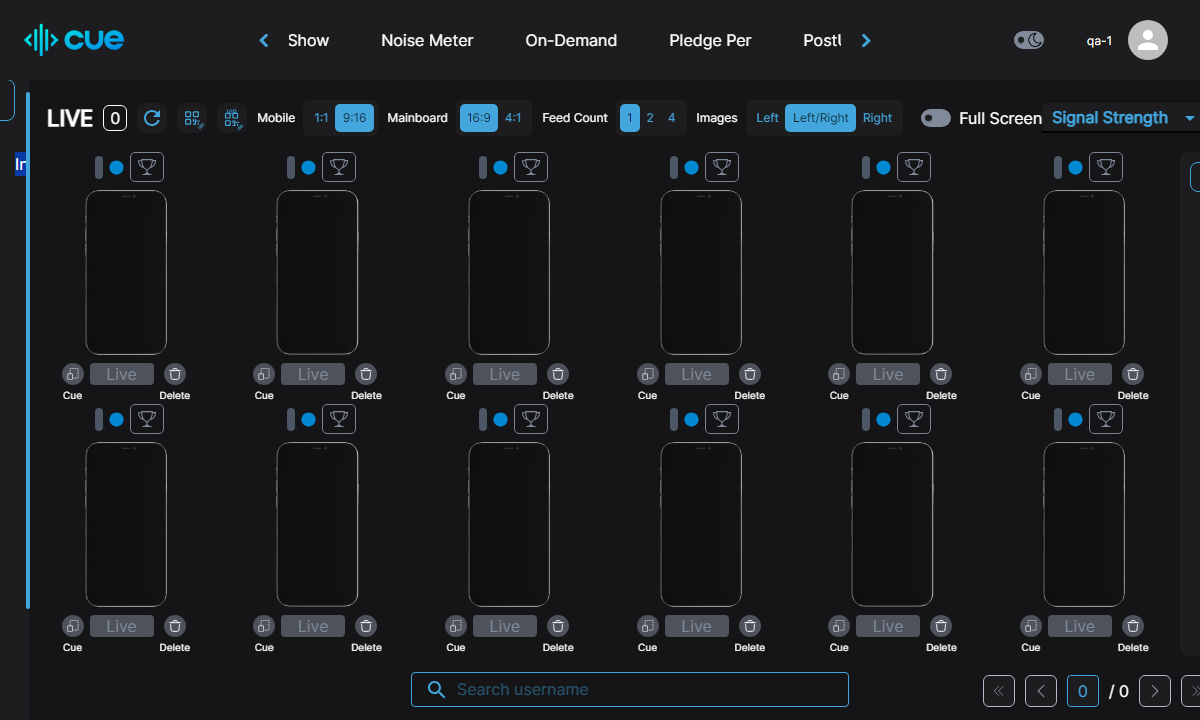 cue
Show Noise Meter On-Demand Pledge Per
qa-1
LIVE 0 Mobile 1:1 9:16 Mainboard 16:9 4:1 Feed Count 1 2 4 Images Left Left/Right Right Full Screen Signal Strength
Live Live Live Live Live Live
Cue Delete Cue Delete Cue Delete Cue Delete Cue Delete Cue Delete
Live Live Live Live Live Live
Cue Delete Cue Delete Cue Delete Cue Delete Cue Delete Cue Delete
Search username
0 / 0